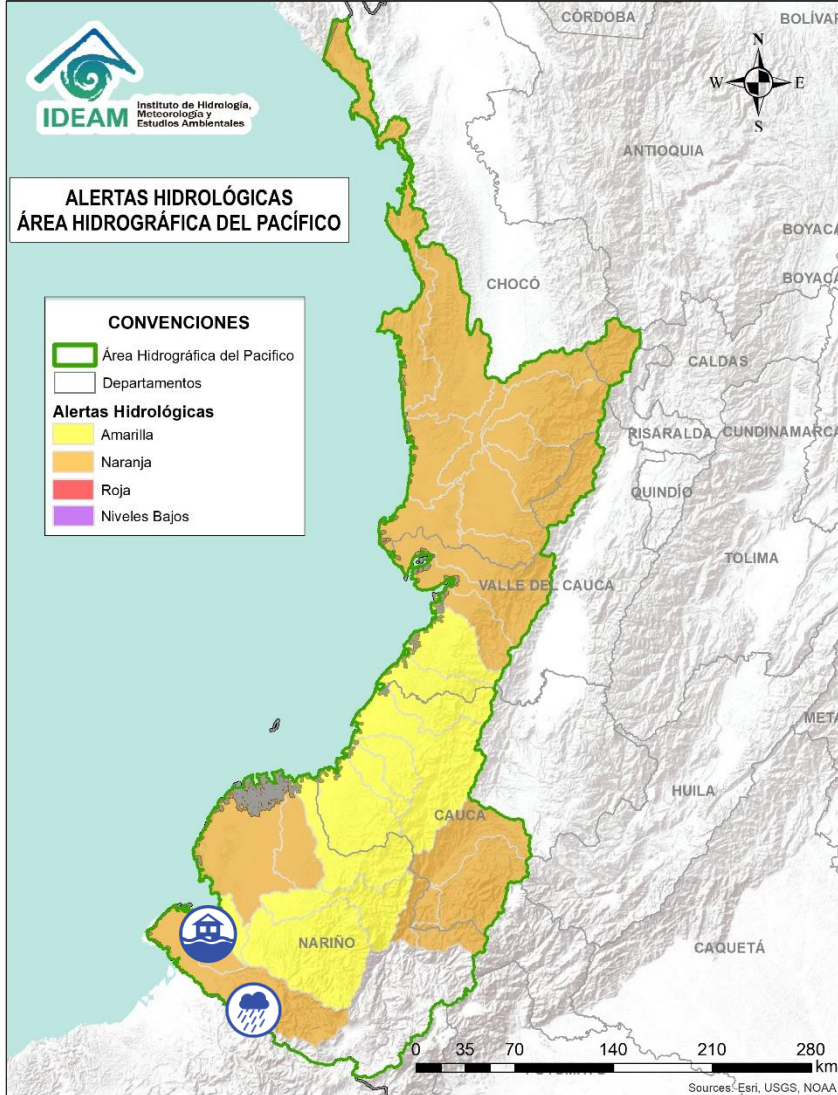 CÓRDOBA
BOLÍVAR
N
W
E
S
IDEAM
Instituto de Hidrología,
Meteorología y
Estudios Ambientales
ANTIOQUIA
ALERTAS HIDROLÓGICAS
ÁREA HIDROGRÁFICA DEL PACÍFICO
BOYACÁ
CHOCÓ
BOYACÁ
CONVENCIONES
Área Hidrográfica del Pacifico
Departamentos
Alertas Hidrológicas
Amarilla
Naranja
Roja
Niveles Bajos
CALDAS
RISARALDA
CUNDINAMARCA
QUINDÍO
TOLIMA
VALLE DEL CAUCA
META
HUILA
CAUCA
NARIÑO
CAQUETÁ
0 35 70 140 210 280
km
Sources: Esri, USGS, NOAA